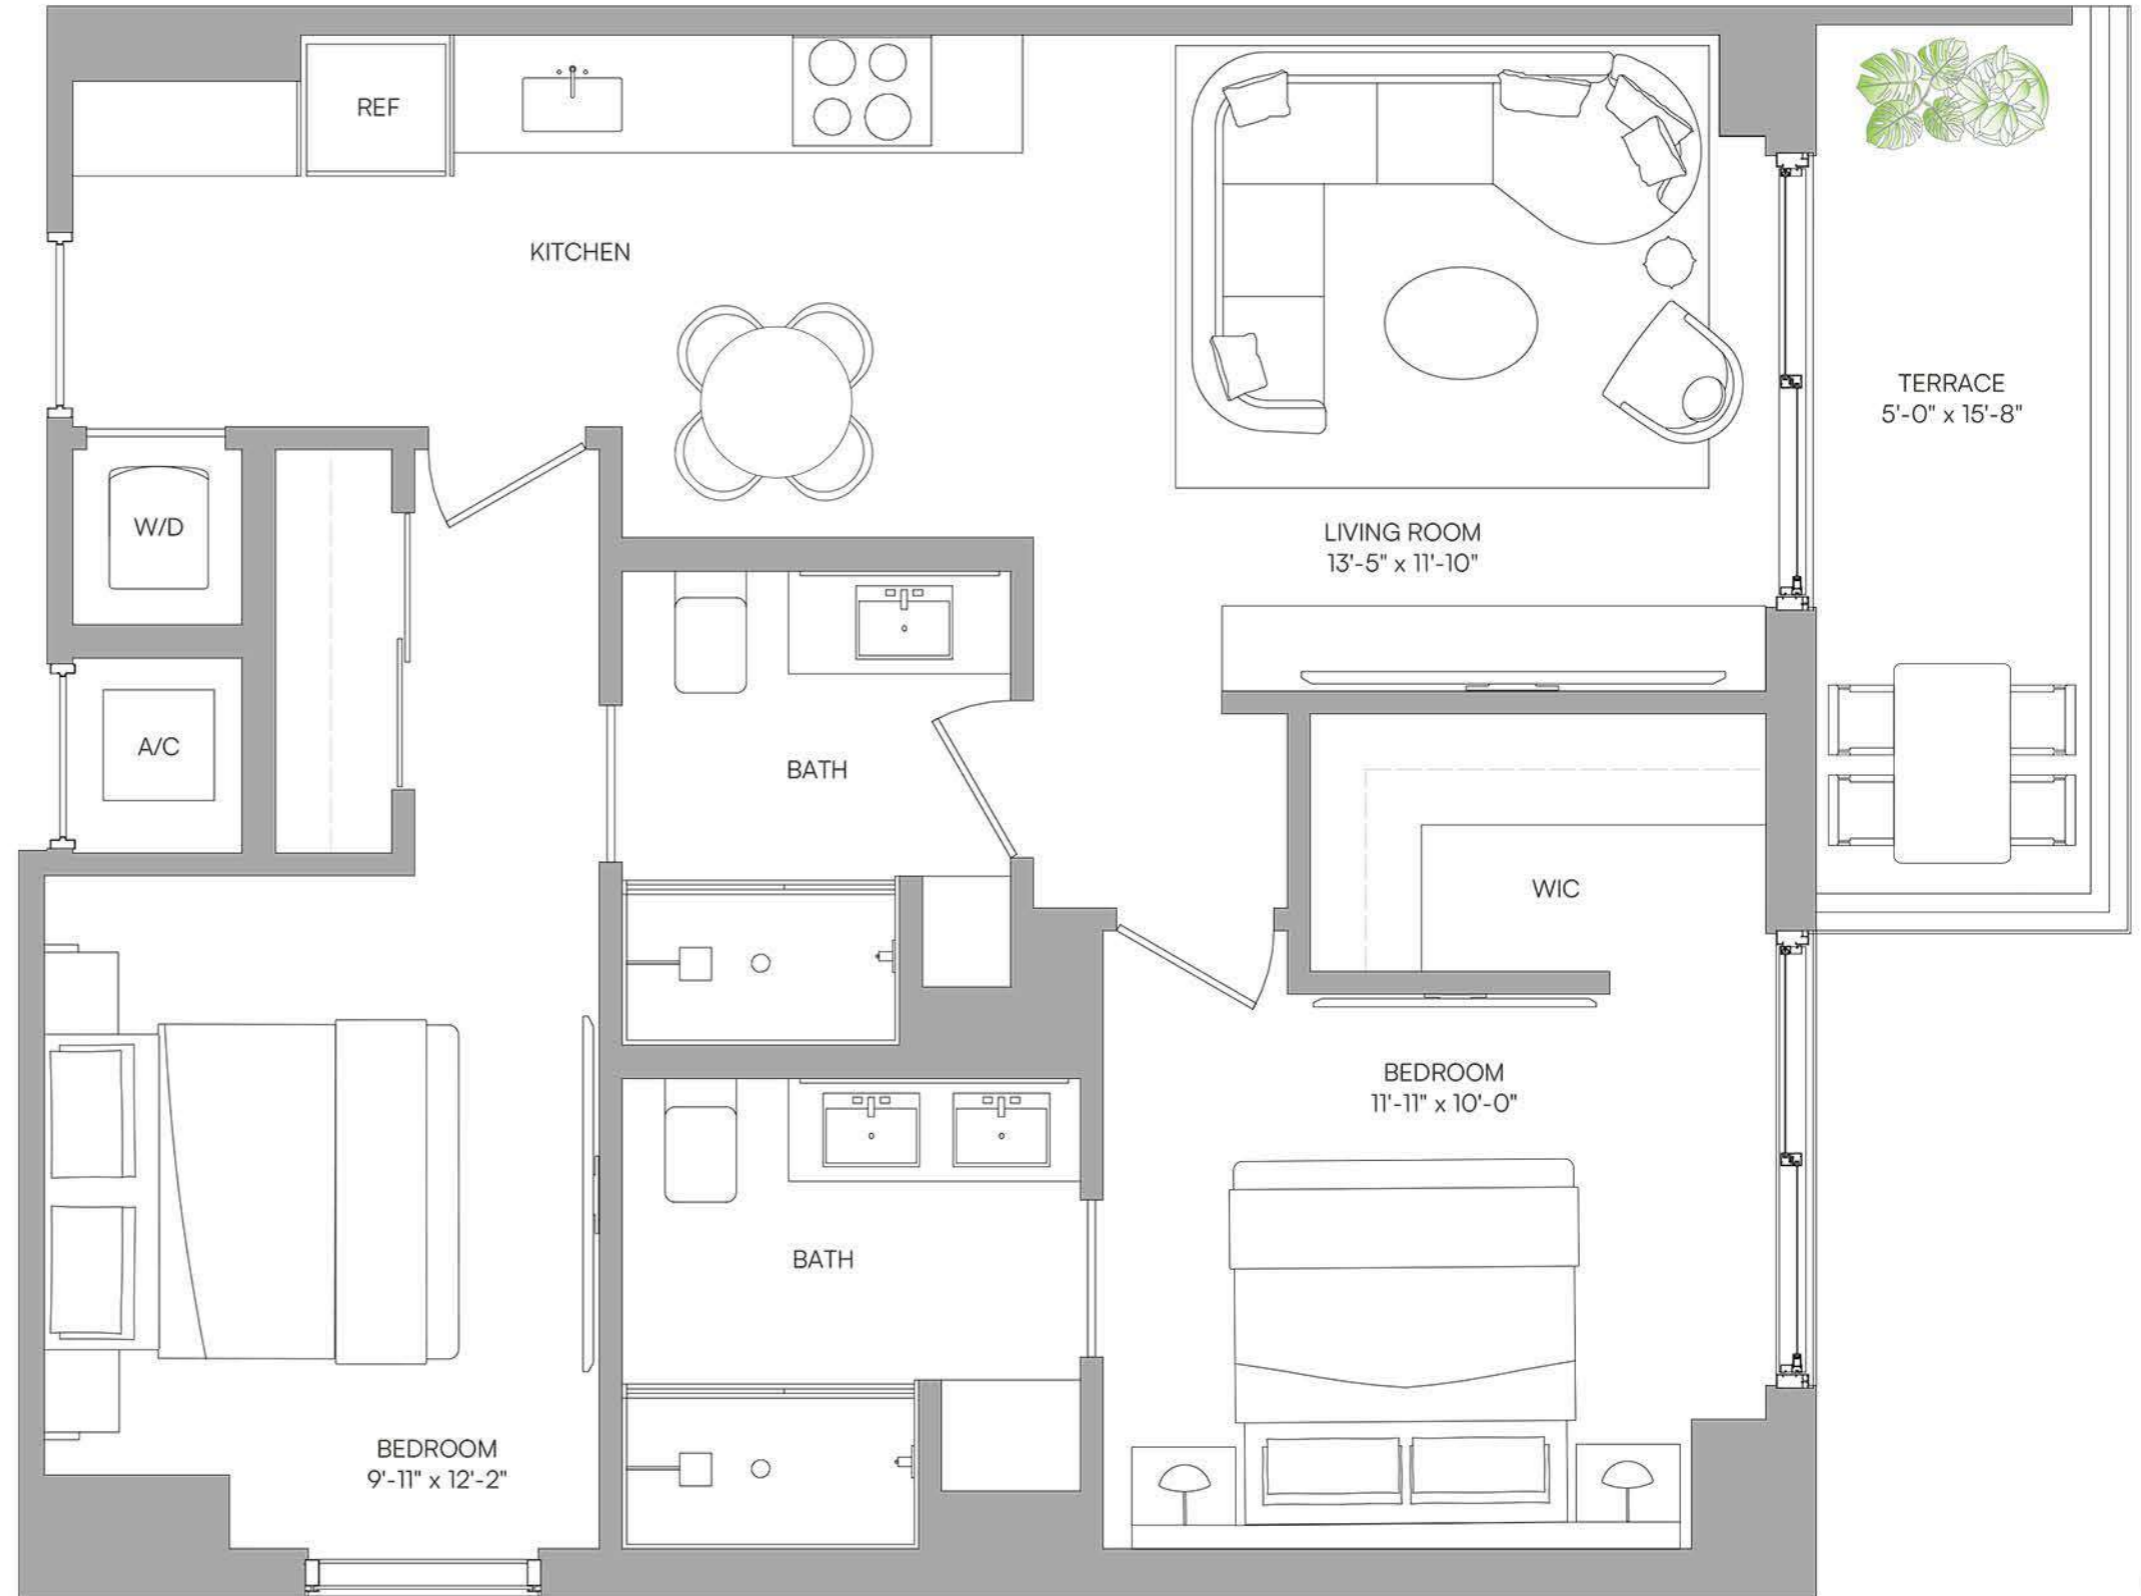 REF
KITCHEN
TERRACE
5'-0" x 15'-8"
W/D
LIVING ROOM
13'-5" x 11'-10"
A/C
BATH
WIC
BEDROOM
11'-11" x 10'-0"
BATH
BEDROOM
9'-11" x 12'-2"